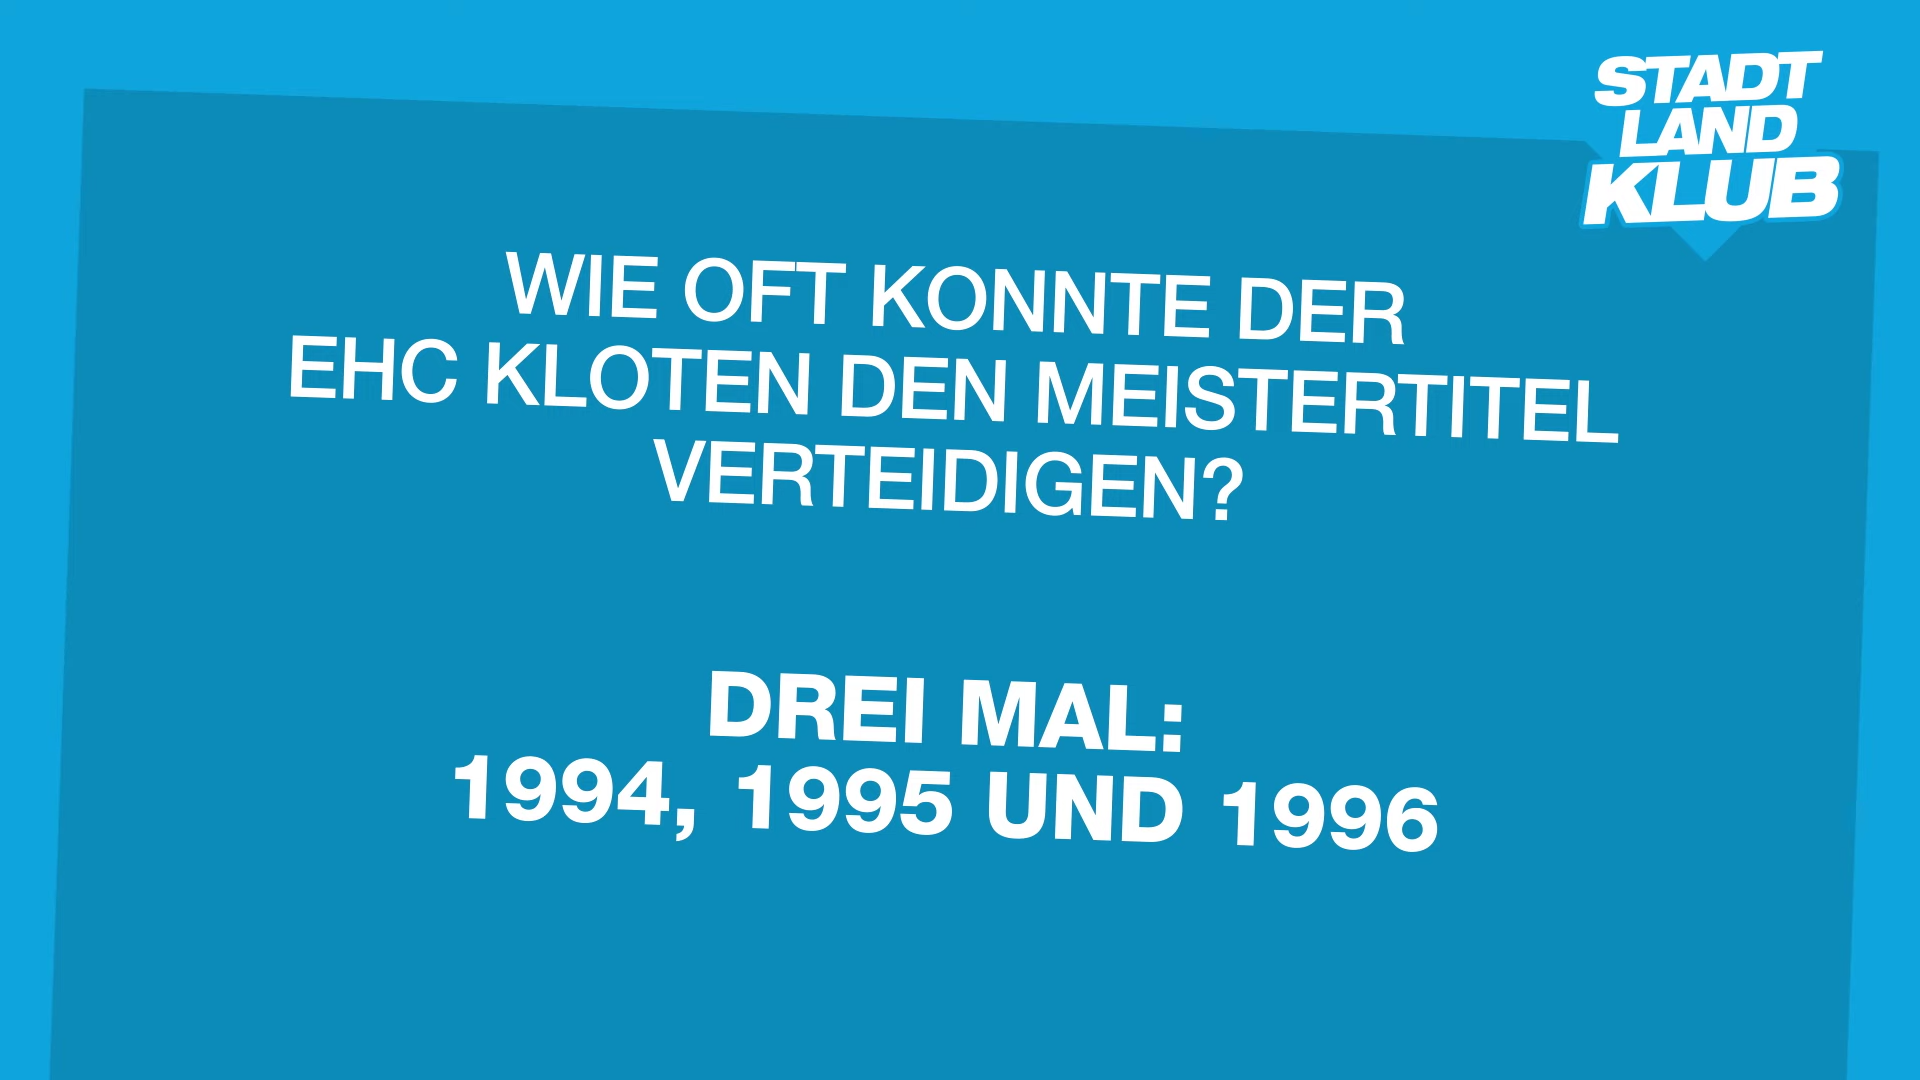 STADT
LAND
KLUB
WIE OFT KONNTE DER
EHC KLOTEN DEN MEISTERTITEL
VERTEIDIGEN?
DREI MAL:
1994, 1995 UND 1996